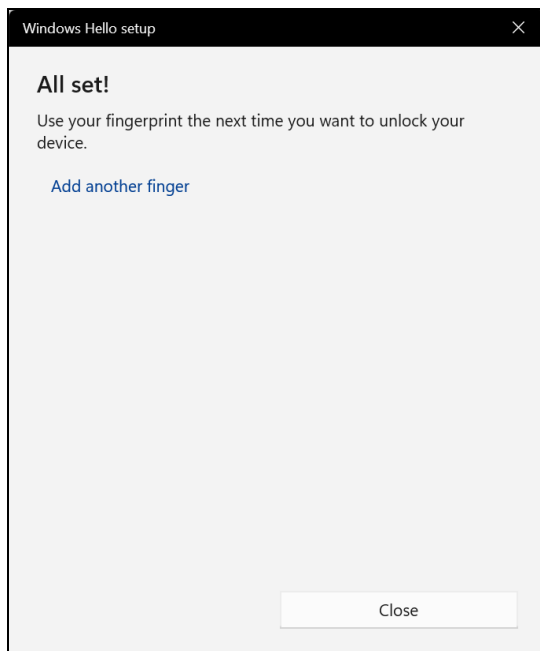 Windows Hello setup
All set!
Use your fingerprint the next time you want to unlock your
device.
Add another finger
Close